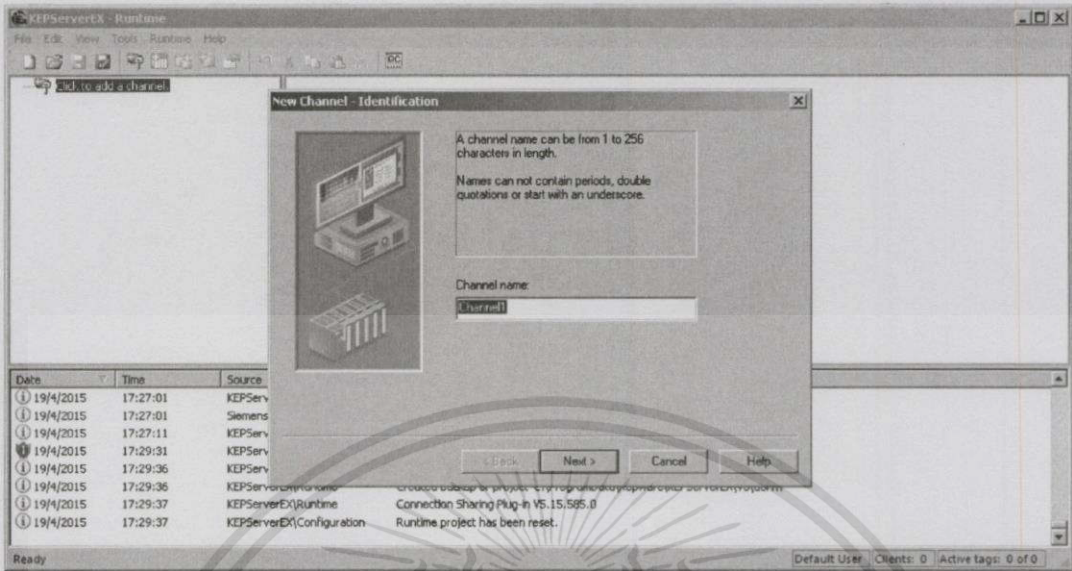 KEPServerEX - Runtime
File Edit View Tools Runtime Help
Click to add a channel.
New Channel - Identification
A channel name can be from 1 to 256
characters in length.
Names can not contain periods, double
quotations or start with an underscore.
Channel name:
Channel1
< Back Next > Cancel Help
Date Time Source
19/4/2015 17:27:01 KEPServ
19/4/2015 17:27:01 Siemens
19/4/2015 17:27:11 KEPServ
19/4/2015 17:29:31 KEPServ
19/4/2015 17:29:36 KEPServ
19/4/2015 17:29:36 KEPServerEX\Runtime
19/4/2015 17:29:37 KEPServerEX\Runtime Connection Sharing Plug-in V5.15.585.0
19/4/2015 17:29:37 KEPServerEX\Configuration Runtime project has been reset.
Ready Default User Clients: 0 Active tags: 0 of 0